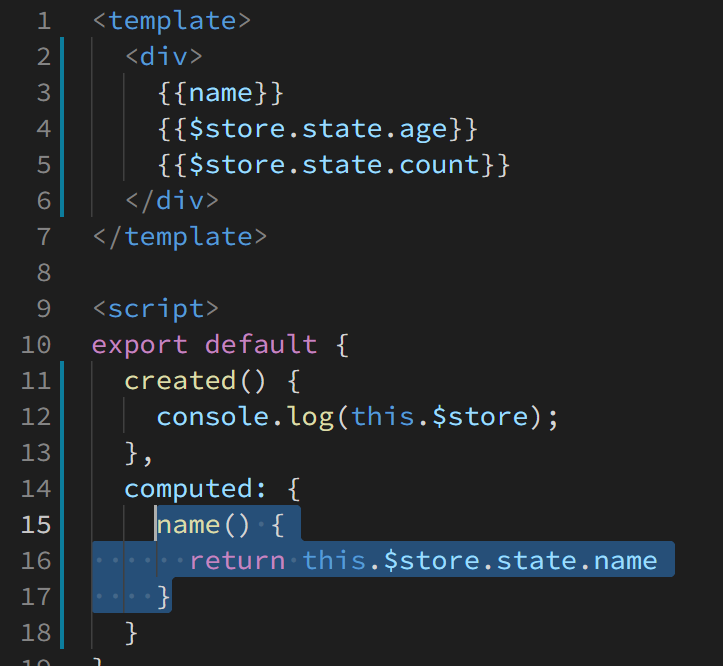 1 <template>
2   <div>
3     {{name}}
4     {{$store.state.age}}
5     {{$store.state.count}}
6   </div>
7 </template>
8
9 <script>
10 export default {
11   created() {
12     console.log(this.$store);
13   },
14   computed: {
15     name() {
16       return this.$store.state.name
17     }
18   }
19 }